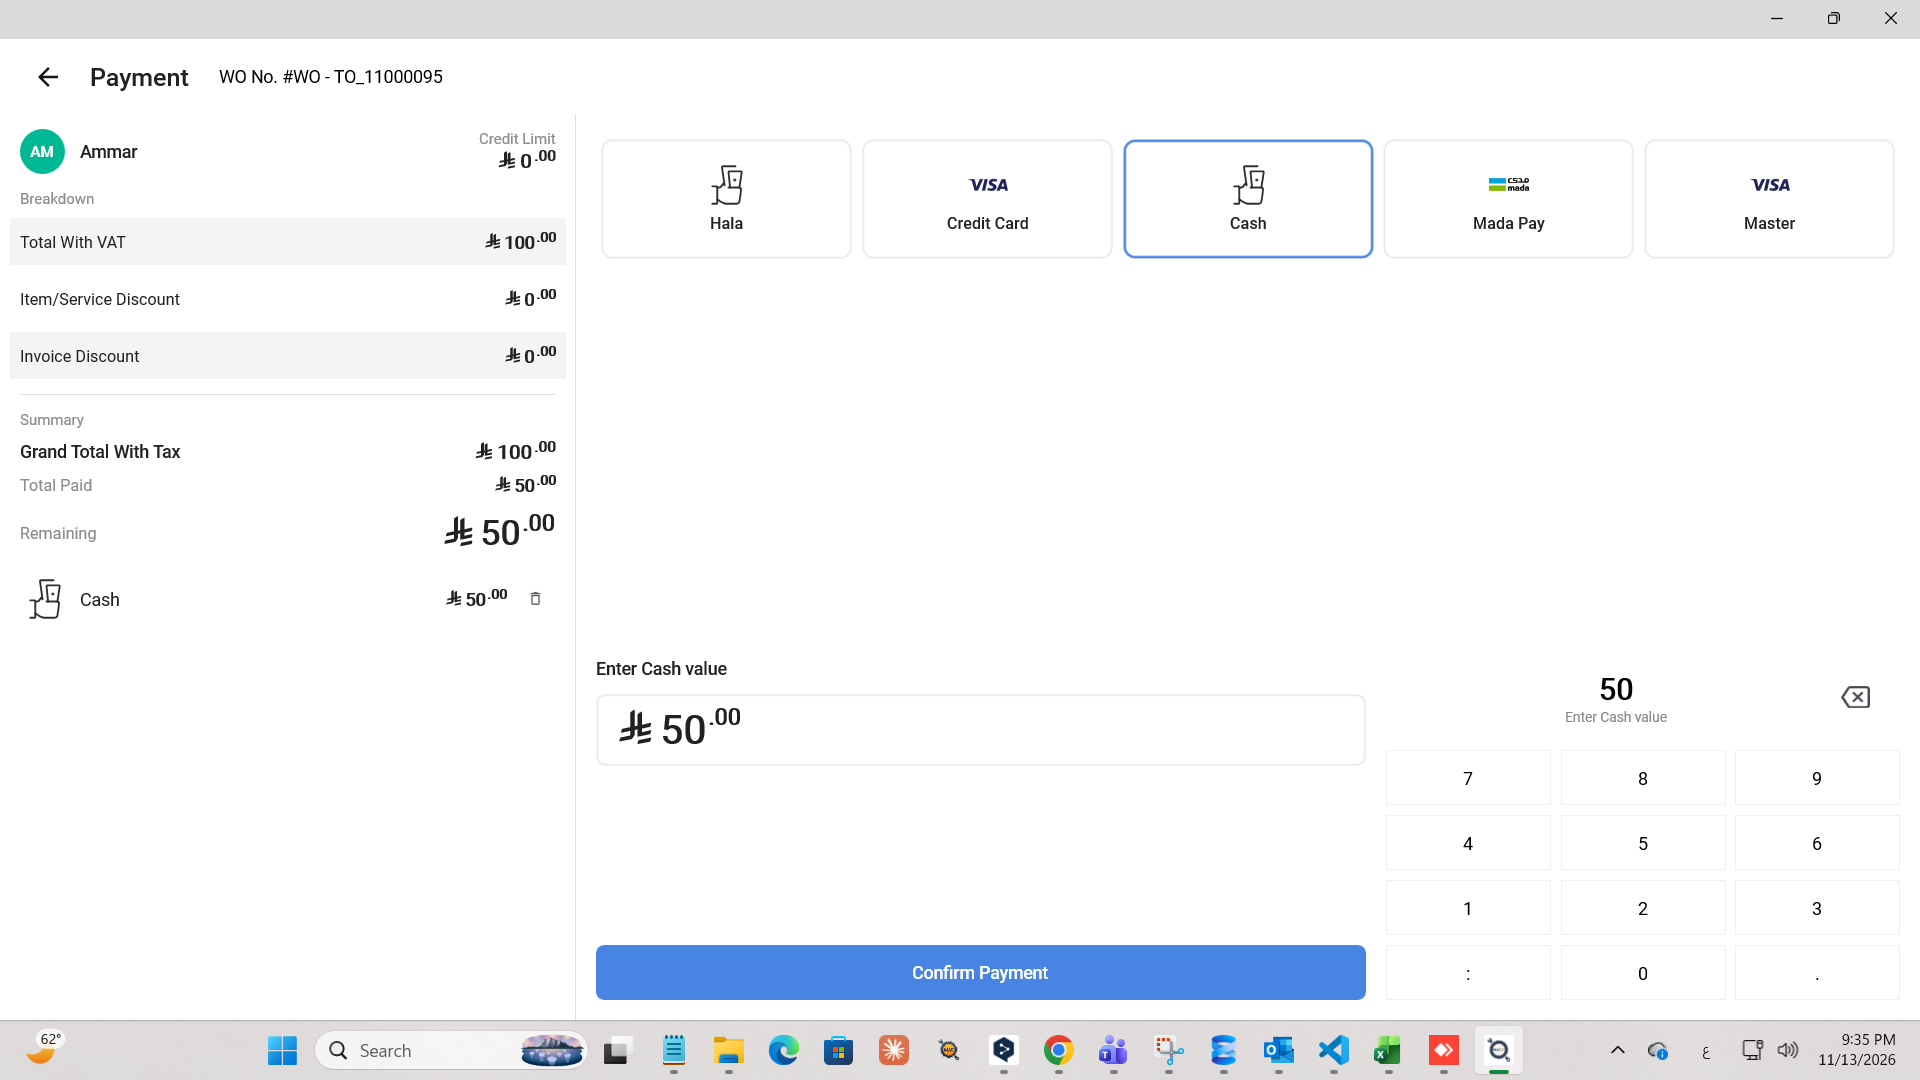 Payment WO No. #WO - TO_11000095
AM Ammar
Credit Limit
0.00
Breakdown
Total With VAT 100.00
Item/Service Discount 0.00
Invoice Discount 0.00
Summary
Grand Total With Tax 100.00
Total Paid 50.00
Remaining 50.00
Cash 50.00
Hala
VISA
Credit Card
Cash
مدى
mada
Mada Pay
VISA
Master
Enter Cash value
50.00
Confirm Payment
50
Enter Cash value
7 8 9
4 5 6
1 2 3
: 0 .
62°
Search
ع
9:35 PM
11/13/2026